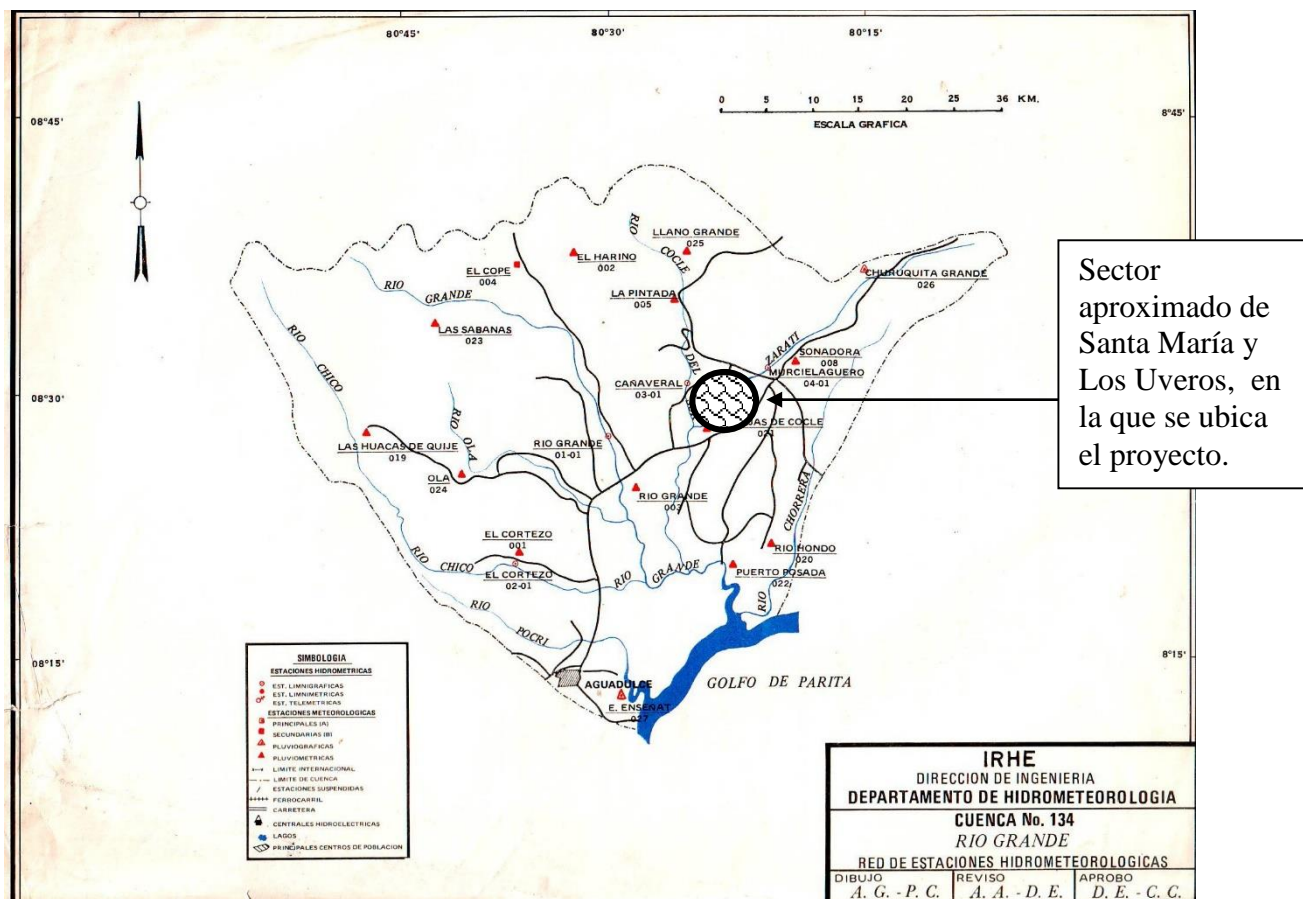 80°45'
80°30'
80°15'
0 5 10 15 20 25 36 KM.
ESCALA GRAFICA
08°45'
8°45'
RIO COCLE DEL
LLANO GRANDE
025
EL HARINO
002
EL COPE
004
CHURUQUITA GRANDE
026
RIO GRANDE
LA PINTADA
005
LAS SABANAS
023
RIO CHICO
ZARATI
SONADORA
008
MURCIELAGUERO
04-01
CAÑAVERAL
03-01
08°30'
8°30'
JAS DE COCLE
021
Sector
aproximado de
Santa María y
Los Uveros, en
la que se ubica
el proyecto.
LAS HUACAS DE QUIJE
019
RIO OLA
RIO GRANDE
01-01
OLA
024
RIO GRANDE
003
CHORRERA
EL CORTEZO
001
RIO HONDO
020
RIO CHICO
EL CORTEZO
02-01
RIO GRANDE
PUERTO POSADA
022
RIO
RIO POCRI
08°15'
8°15'
AGUADULCE
E. ENSEÑAT
027
GOLFO DE PARITA
SIMBOLOGIA
ESTACIONES HIDROMETRICAS
EST. LIMNIGRAFICAS
EST. LIMNIMETRICAS
EST. TELEMETRICAS
ESTACIONES METEOROLOGICAS
PRINCIPALES (A)
SECUNDARIAS (B)
PLUVIOGRAFICAS
PLUVIOMETRICAS
LIMITE INTERNACIONAL
LIMITE DE CUENCA
ESTACIONES SUSPENDIDAS
FERROCARRIL
CARRETERA
CENTRALES HIDROELECTRICAS
LAGOS
PRINCIPALES CENTROS DE POBLACION
IRHE
DIRECCION DE INGENIERIA
DEPARTAMENTO DE HIDROMETEOROLOGIA
CUENCA No. 134
RIO GRANDE
RED DE ESTACIONES HIDROMETEOROLOGICAS
DIBUJO REVISO APROBO
A. G. - P. C. A. A. - D. E. D. E. - C. C.